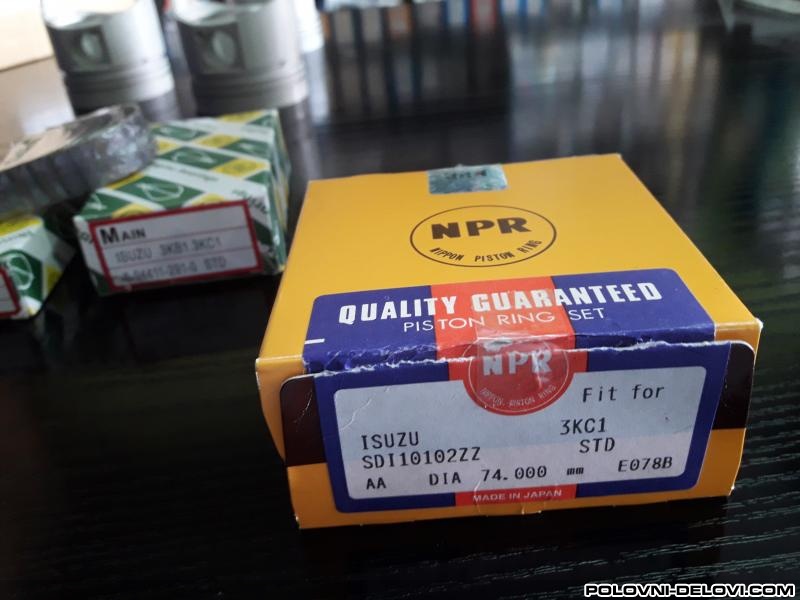 MAIN
ISUZU 3KB1.3KC1
STD
NPR
NIPPON PISTON RING
QUALITY GUARANTEED
PISTON RING SET
NPR
NIPPON PISTON RING
Fit for
ISUZU 3KC1
SDI10102ZZ STD
AA DIA 74.000 mm E078B
MADE IN JAPAN
POLOVNI-DELOVI.COM